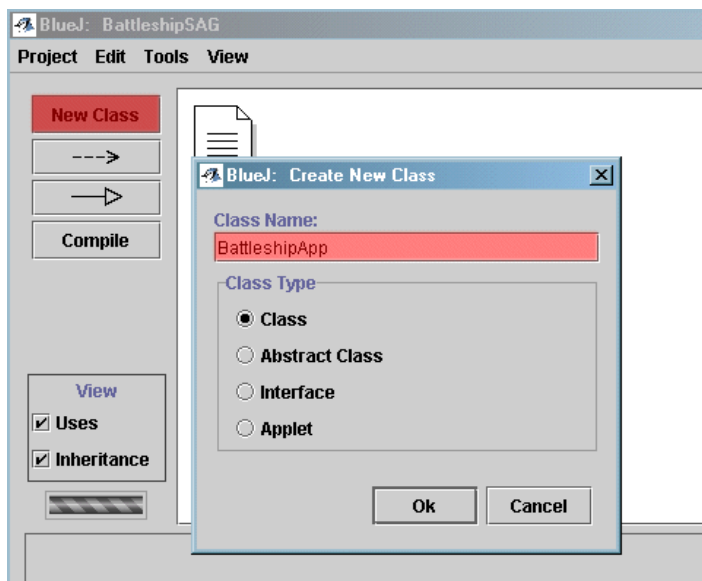 BlueJ: BattleshipSAG
Project Edit Tools View
New Class
Compile
View
Uses
Inheritance
BlueJ: Create New Class
Class Name:
BattleshipApp
Class Type
Class
Abstract Class
Interface
Applet
Ok Cancel